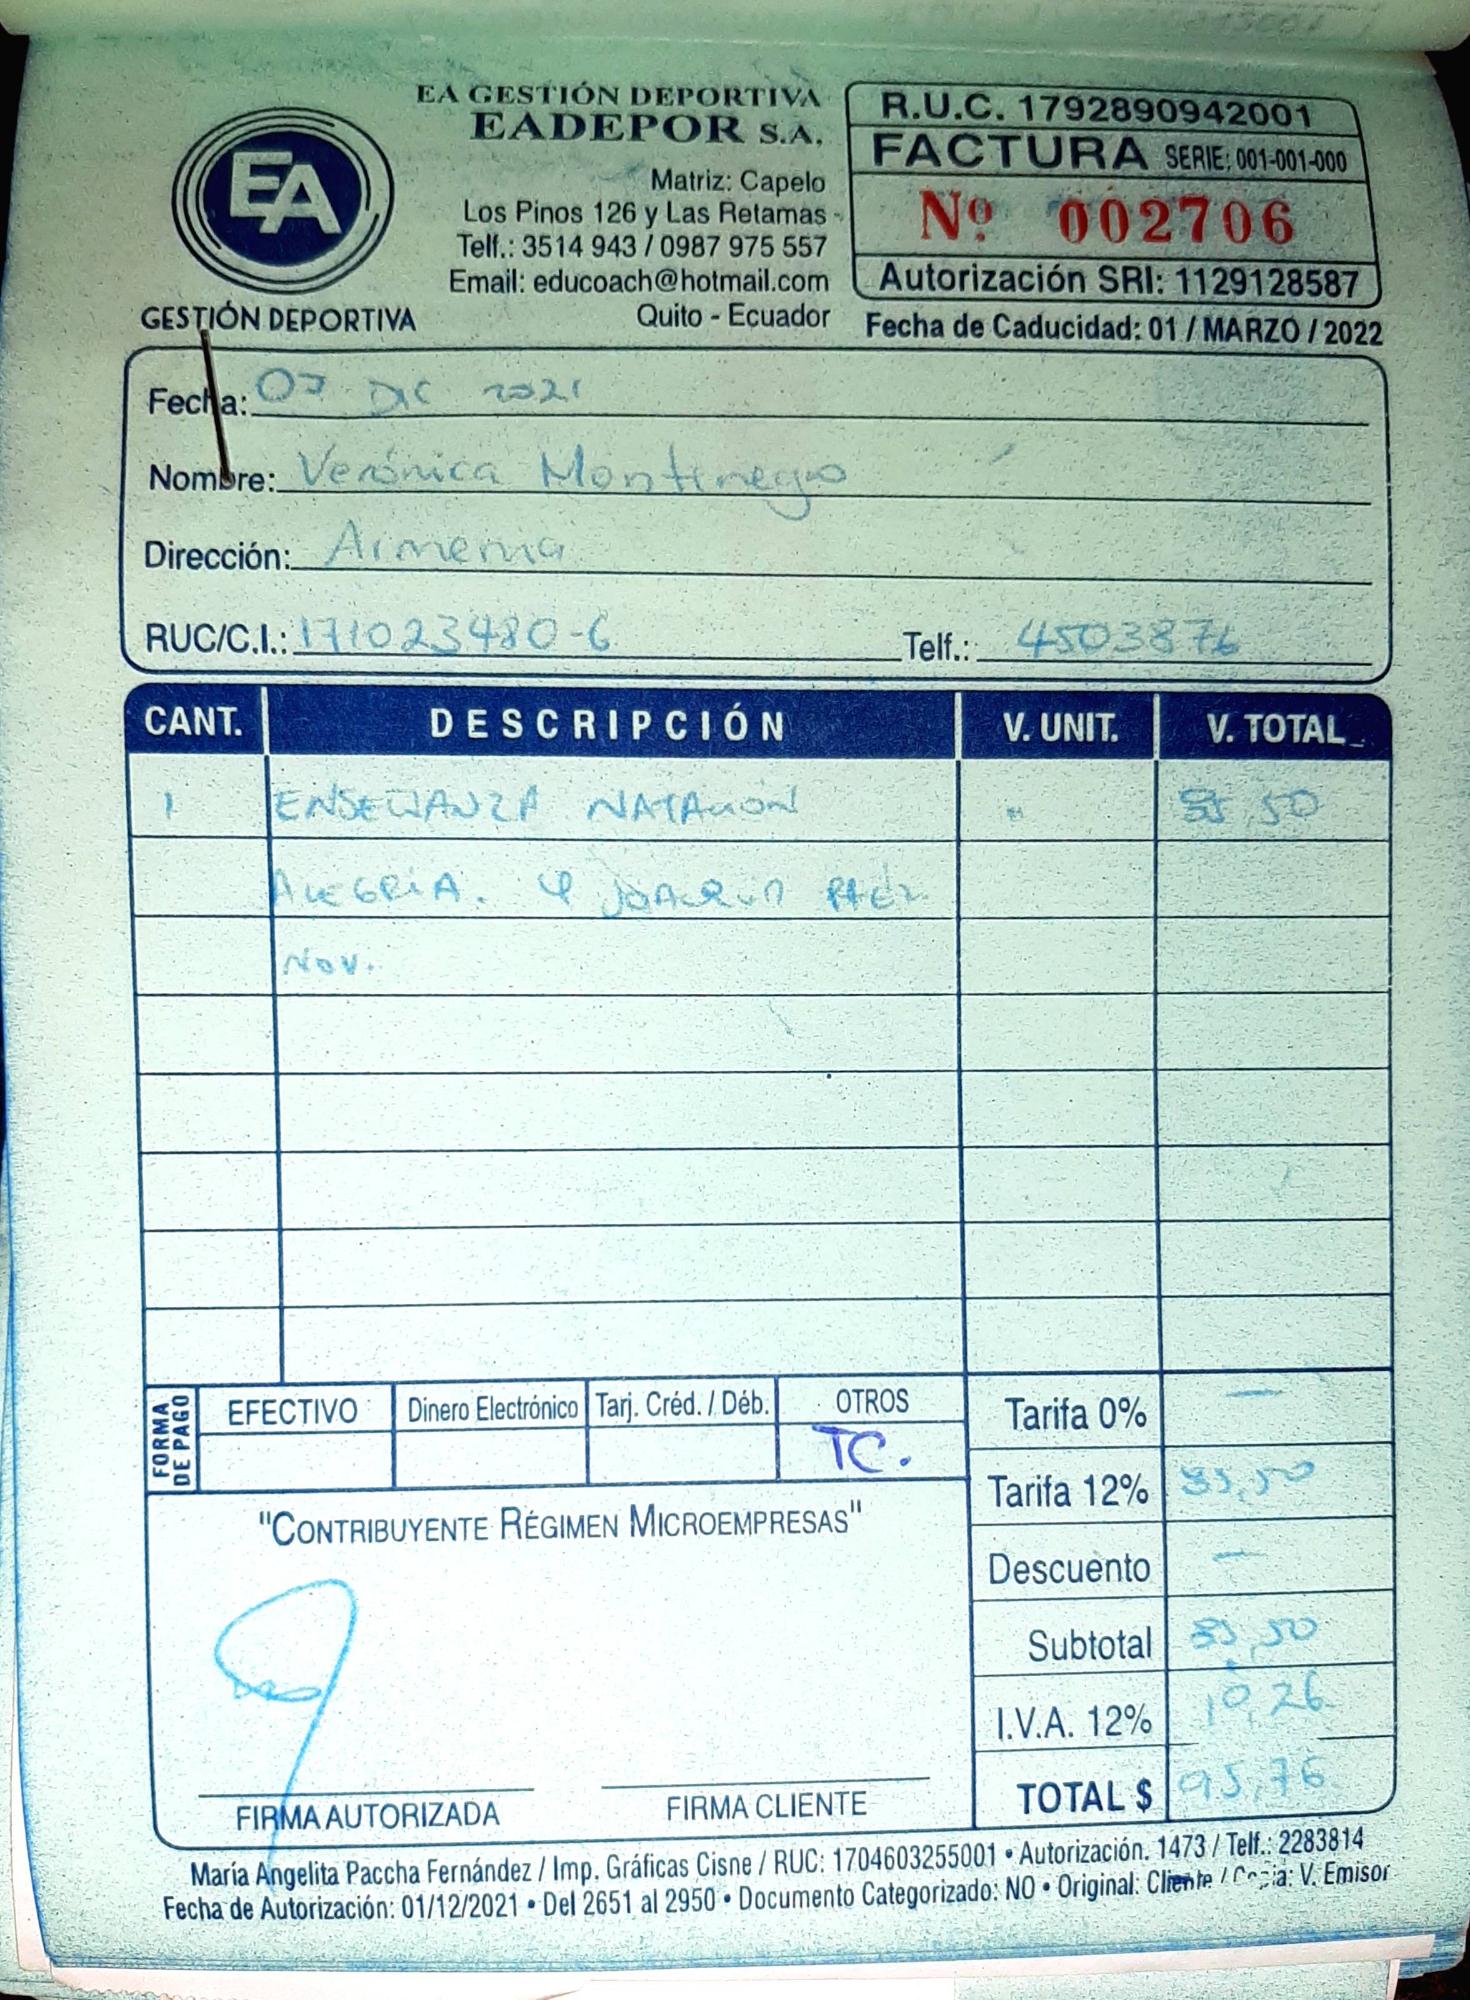 EA GESTIÓN DEPORTIVA
EADEPOR S.A.
Matriz: Capelo
Los Pinos 126 y Las Retamas -
Telf.: 3514 943 / 0987 975 557
Email: educoach@hotmail.com
Quito - Ecuador
EA
GESTIÓN DEPORTIVA
R.U.C. 1792890942001
FACTURA SERIE: 001-001-000
Nº 002706
Autorización SRI: 1129128587
Fecha de Caducidad: 01 / MARZO / 2022
Fecha: 07 DIC 2021
Nombre: Verónica Montenegro
Dirección: Armenia
RUC/C.I.: 171023480-6 Telf.: 4503876
CANT. DESCRIPCIÓN V. UNIT. V. TOTAL
1 ENSEÑANZA NATACIÓN " 85,50
ALEGRÍA. Y JOAQUIN PAEZ
NOV.
FORMA DE PAGO EFECTIVO Dinero Electrónico Tarj. Créd. / Déb. OTROS
TC.
Tarifa 0% —
Tarifa 12% 85,50
Descuento —
Subtotal 85,50
I.V.A. 12% 10,26
TOTAL $ 95,76
"CONTRIBUYENTE RÉGIMEN MICROEMPRESAS"
FIRMA AUTORIZADA FIRMA CLIENTE
María Angelita Paccha Fernández / Imp. Gráficas Cisne / RUC: 1704603255001 • Autorización. 1473 / Telf.: 2283814
Fecha de Autorización: 01/12/2021 • Del 2651 al 2950 • Documento Categorizado: NO • Original: Cliente / Copia: V. Emisor